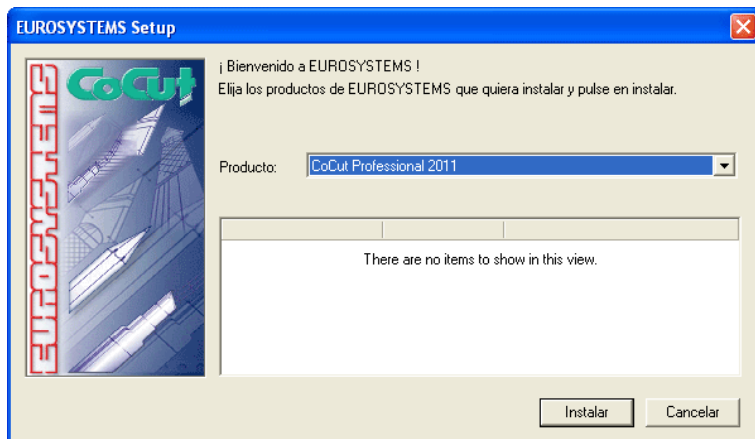 EUROSYSTEMS Setup
EUROSYSTEMS
CoCut
¡ Bienvenido a EUROSYSTEMS !
Elija los productos de EUROSYSTEMS que quiera instalar y pulse en instalar.
Producto: CoCut Professional 2011
There are no items to show in this view.
Instalar Cancelar